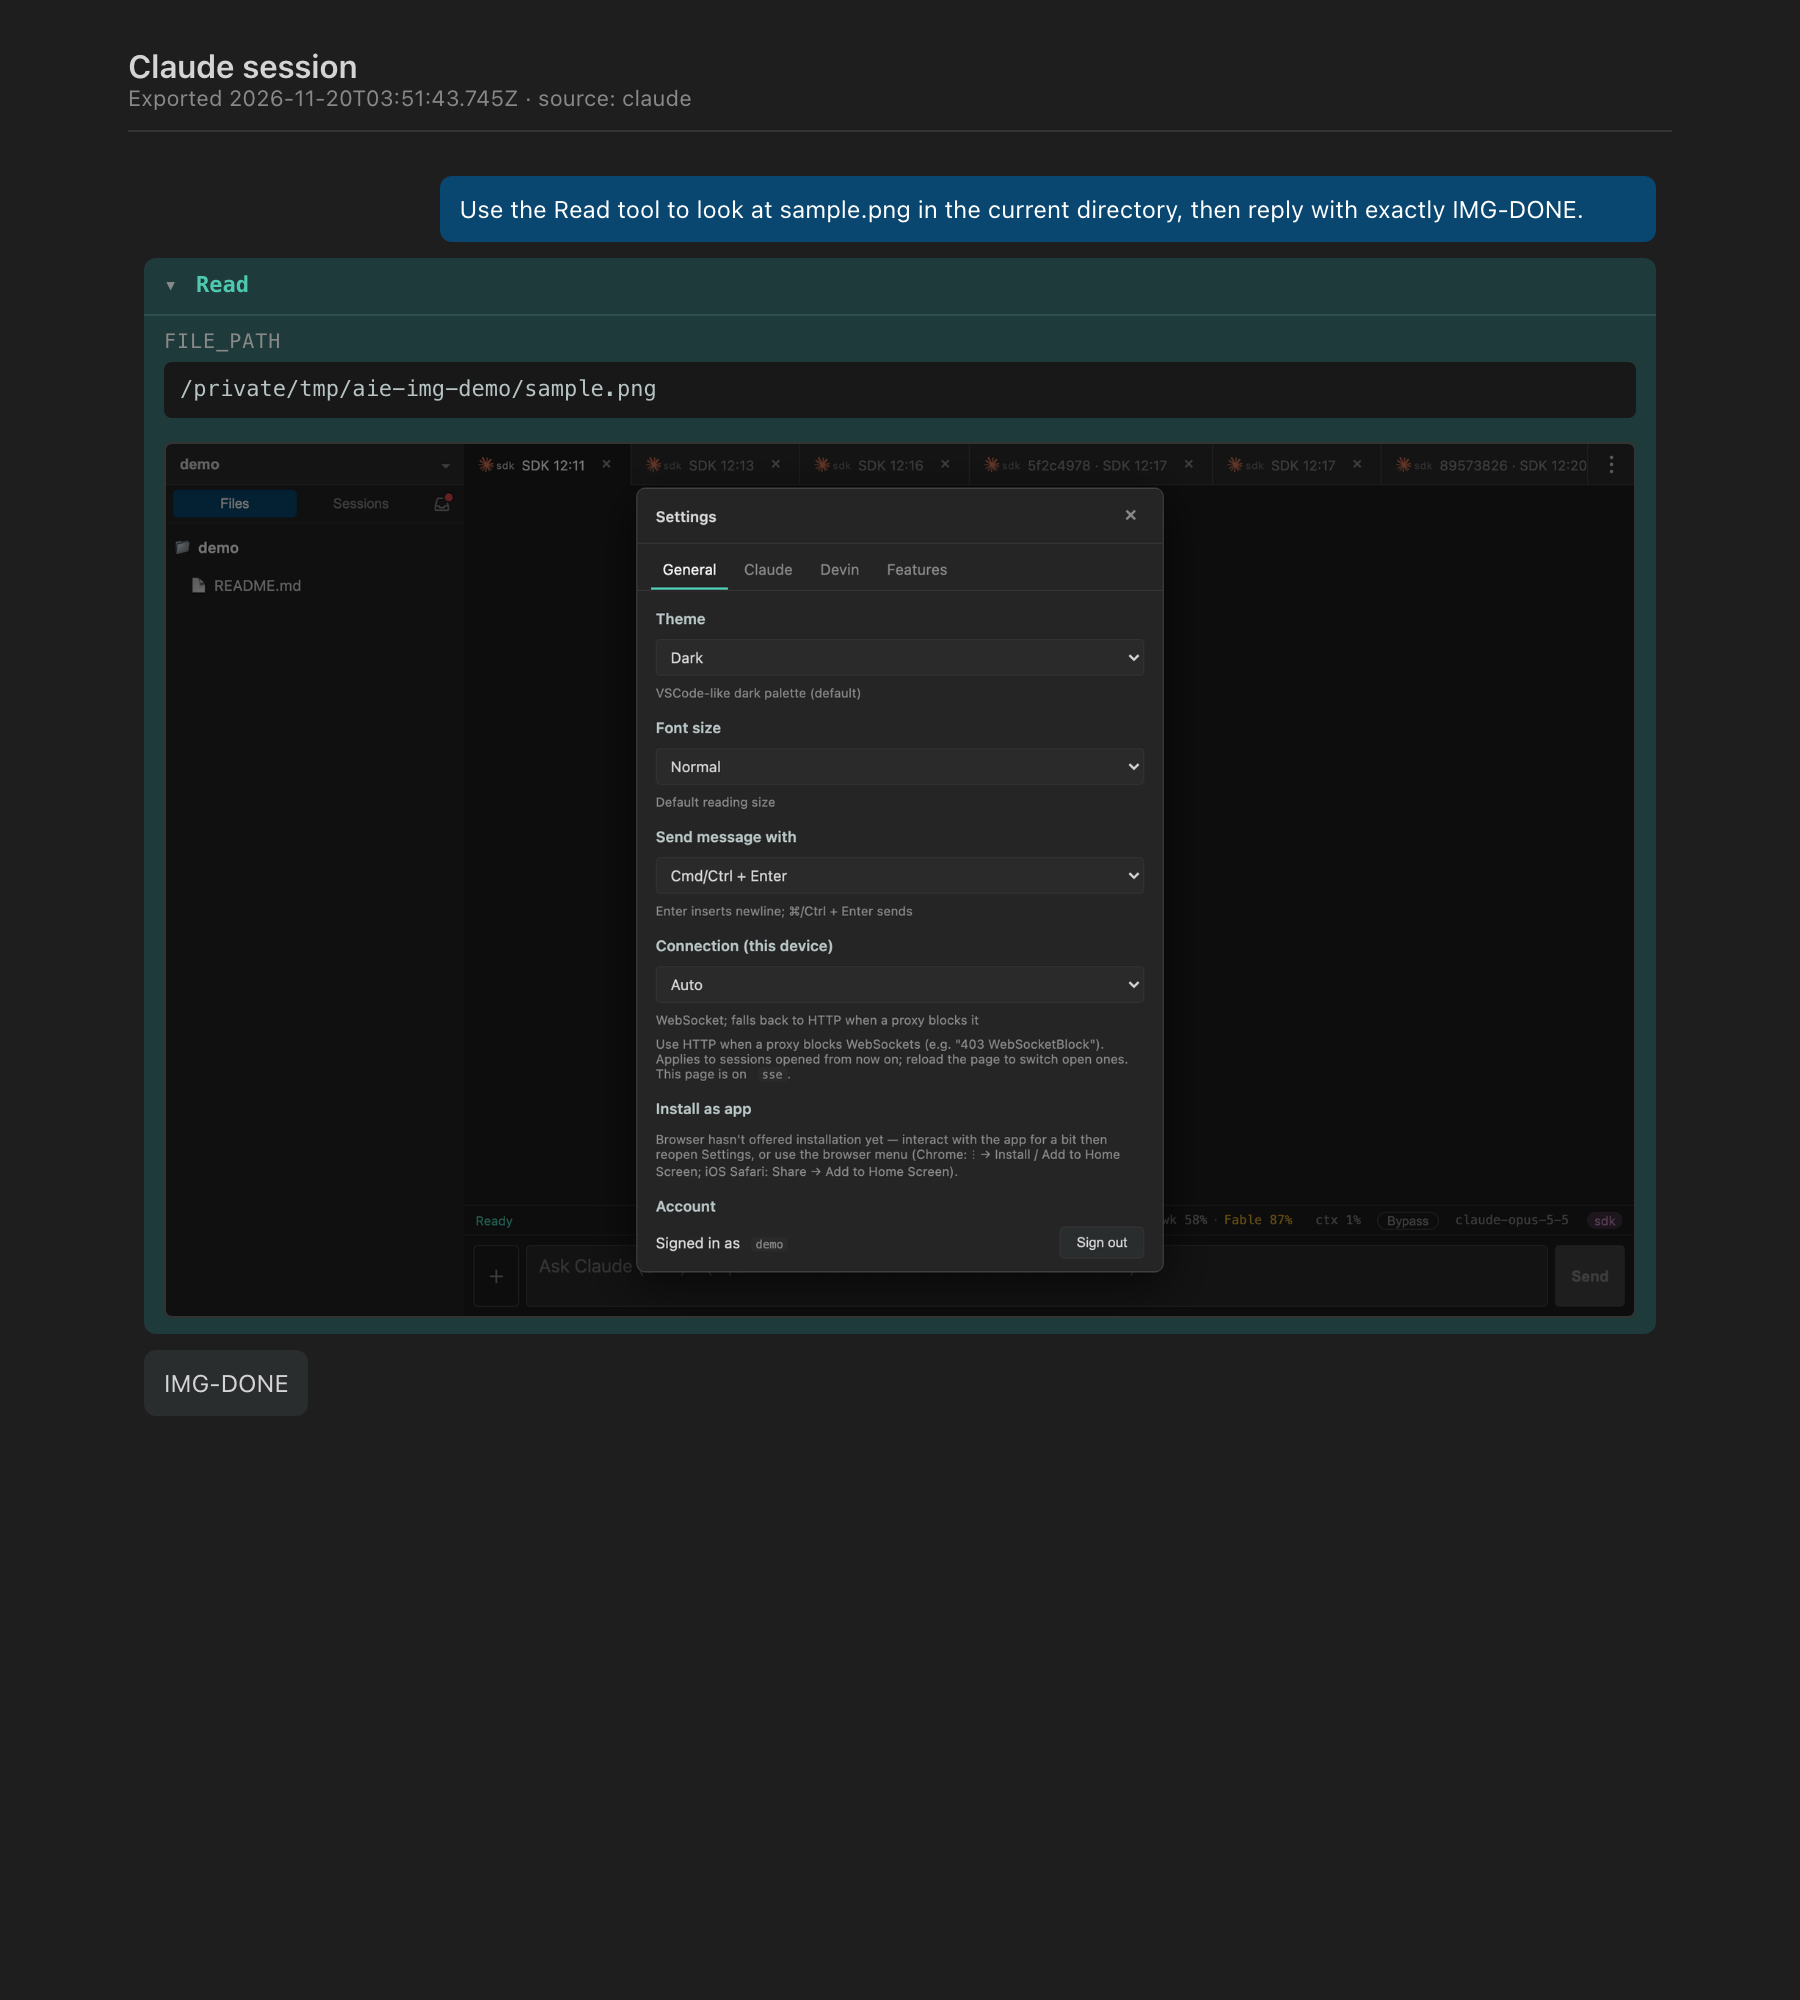 Claude session
Exported 2026-11-20T03:51:43.745Z · source: claude
Use the Read tool to look at sample.png in the current directory, then reply with exactly IMG-DONE.
Read
FILE_PATH
/private/tmp/aie-img-demo/sample.png
demo
sdk SDK 12:11
sdk SDK 12:13
sdk SDK 12:16
sdk 5f2c4978 · SDK 12:17
sdk SDK 12:17
sdk 89573826 · SDK 12:20
Files
Sessions
demo
README.md
Settings
General
Claude
Devin
Features
Theme
Dark
VSCode-like dark palette (default)
Font size
Normal
Default reading size
Send message with
Cmd/Ctrl + Enter
Enter inserts newline; ⌘/Ctrl + Enter sends
Connection (this device)
Auto
WebSocket; falls back to HTTP when a proxy blocks it
Use HTTP when a proxy blocks WebSockets (e.g. "403 WebSocketBlock").
Applies to sessions opened from now on; reload the page to switch open ones.
This page is on sse.
Install as app
Browser hasn't offered installation yet — interact with the app for a bit then
reopen Settings, or use the browser menu (Chrome: ⋮ → Install / Add to Home
Screen; iOS Safari: Share → Add to Home Screen).
Account
Signed in as demo
Sign out
Ready
wk 58% · Fable 87%
ctx 1%
Bypass
claude-opus-5-5
sdk
Ask Claude
Send
IMG-DONE